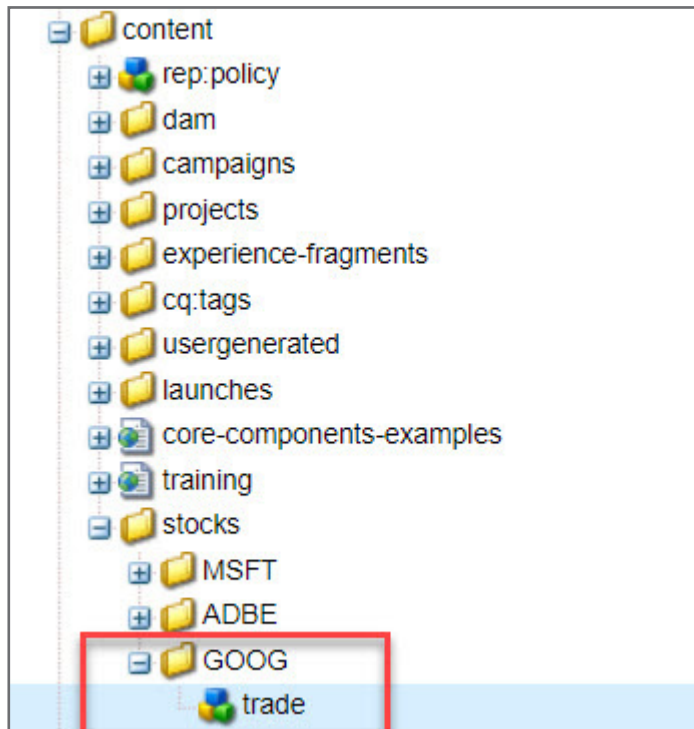 content
rep:policy
dam
campaigns
projects
experience-fragments
cq:tags
usergenerated
launches
core-components-examples
training
stocks
MSFT
ADBE
GOOG
trade